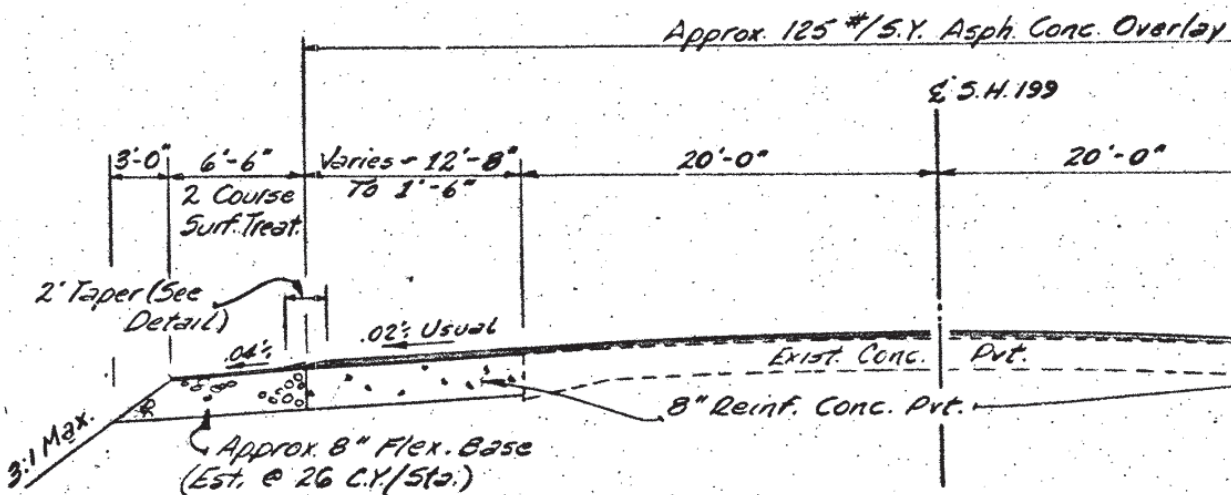 Approx. 125 #/S.Y. Asph. Conc. Overlay
℄ S.H. 199
3'-0"
6'-6"
Varies - 12'-8"
To 1'-6"
20'-0"
20'-0"
2 Course
Surf. Treat.
2' Taper (See
Detail)
.04'/'
.02'/' Usual
Exist. Conc. Pvt.
8" Reinf. Conc. Pvt.
3:1 Max.
Approx. 8" Flex. Base
(Est. @ 26 C.Y./Sta.)